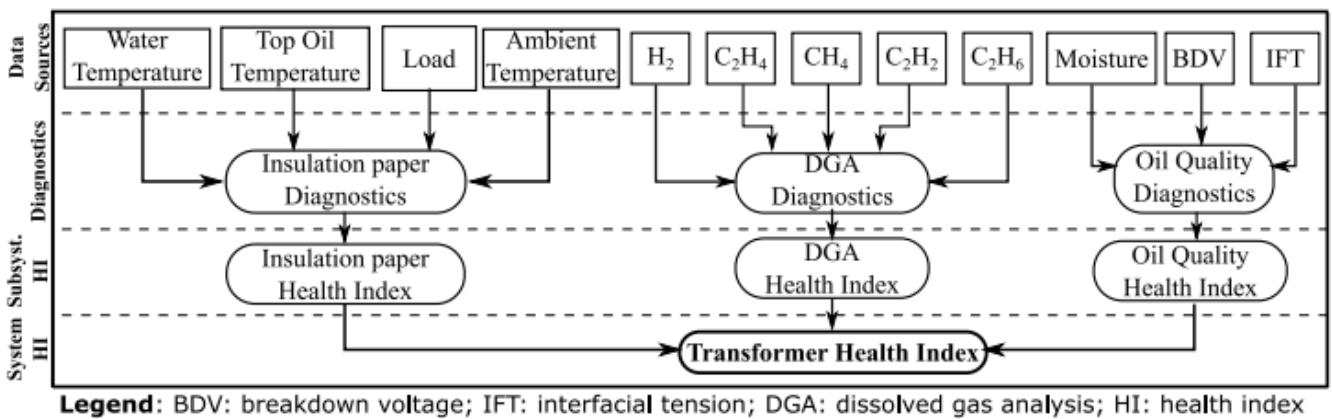 Data
Sources
Water
Temperature
Top Oil
Temperature
Load
Ambient
Temperature
H₂
C₂H₄
CH₄
C₂H₂
C₂H₆
Moisture
BDV
IFT
Diagnostics
Insulation paper
Diagnostics
DGA
Diagnostics
Oil Quality
Diagnostics
Subsyst.
HI
Insulation paper
Health Index
DGA
Health Index
Oil Quality
Health Index
System
HI
Transformer Health Index
Legend: BDV: breakdown voltage; IFT: interfacial tension; DGA: dissolved gas analysis; HI: health index